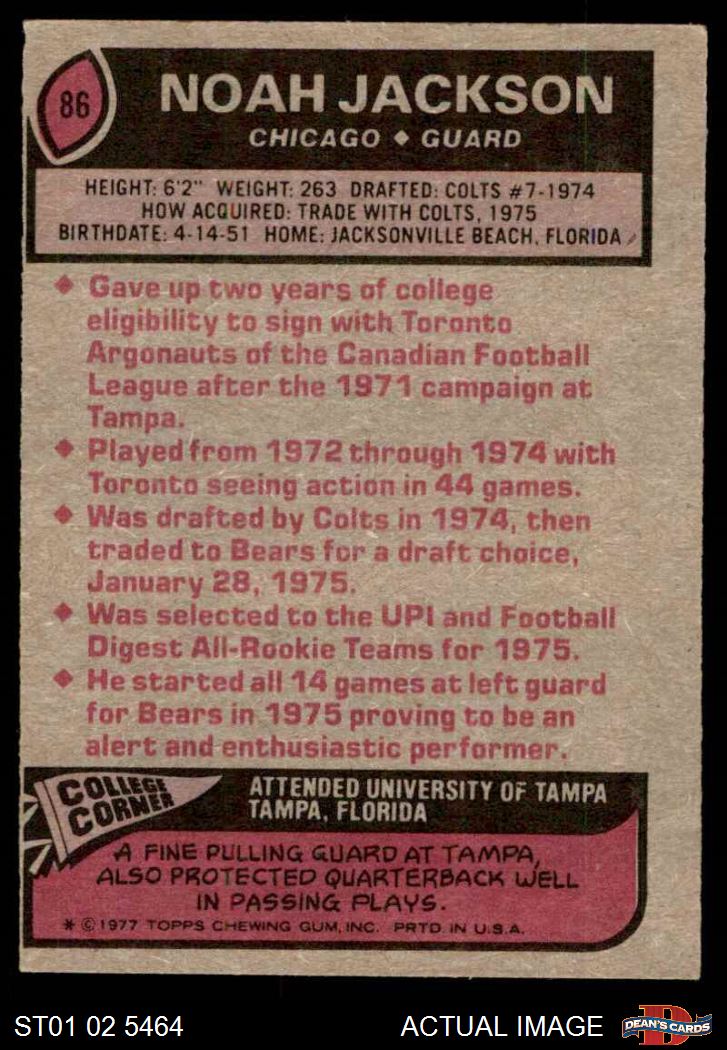 86
NOAH JACKSON
CHICAGO ♦ GUARD
HEIGHT: 6'2" WEIGHT: 263 DRAFTED: COLTS #7-1974
HOW ACQUIRED: TRADE WITH COLTS, 1975
BIRTHDATE: 4-14-51 HOME: JACKSONVILLE BEACH, FLORIDA
♦ Gave up two years of college
eligibility to sign with Toronto
Argonauts of the Canadian Football
League after the 1971 campaign at
Tampa.
♦ Played from 1972 through 1974 with
Toronto seeing action in 44 games.
♦ Was drafted by Colts in 1974, then
traded to Bears for a draft choice,
January 28, 1975.
♦ Was selected to the UPI and Football
Digest All-Rookie Teams for 1975.
♦ He started all 14 games at left guard
for Bears in 1975 proving to be an
alert and enthusiastic performer.
COLLEGE
CORNER
ATTENDED UNIVERSITY OF TAMPA
TAMPA, FLORIDA
A FINE PULLING GUARD AT TAMPA,
ALSO PROTECTED QUARTERBACK WELL
IN PASSING PLAYS.
* © 1977 TOPPS CHEWING GUM, INC. PRTD. IN U.S.A.
ST01 02 5464
ACTUAL IMAGE
D
DEAN'S CARDS